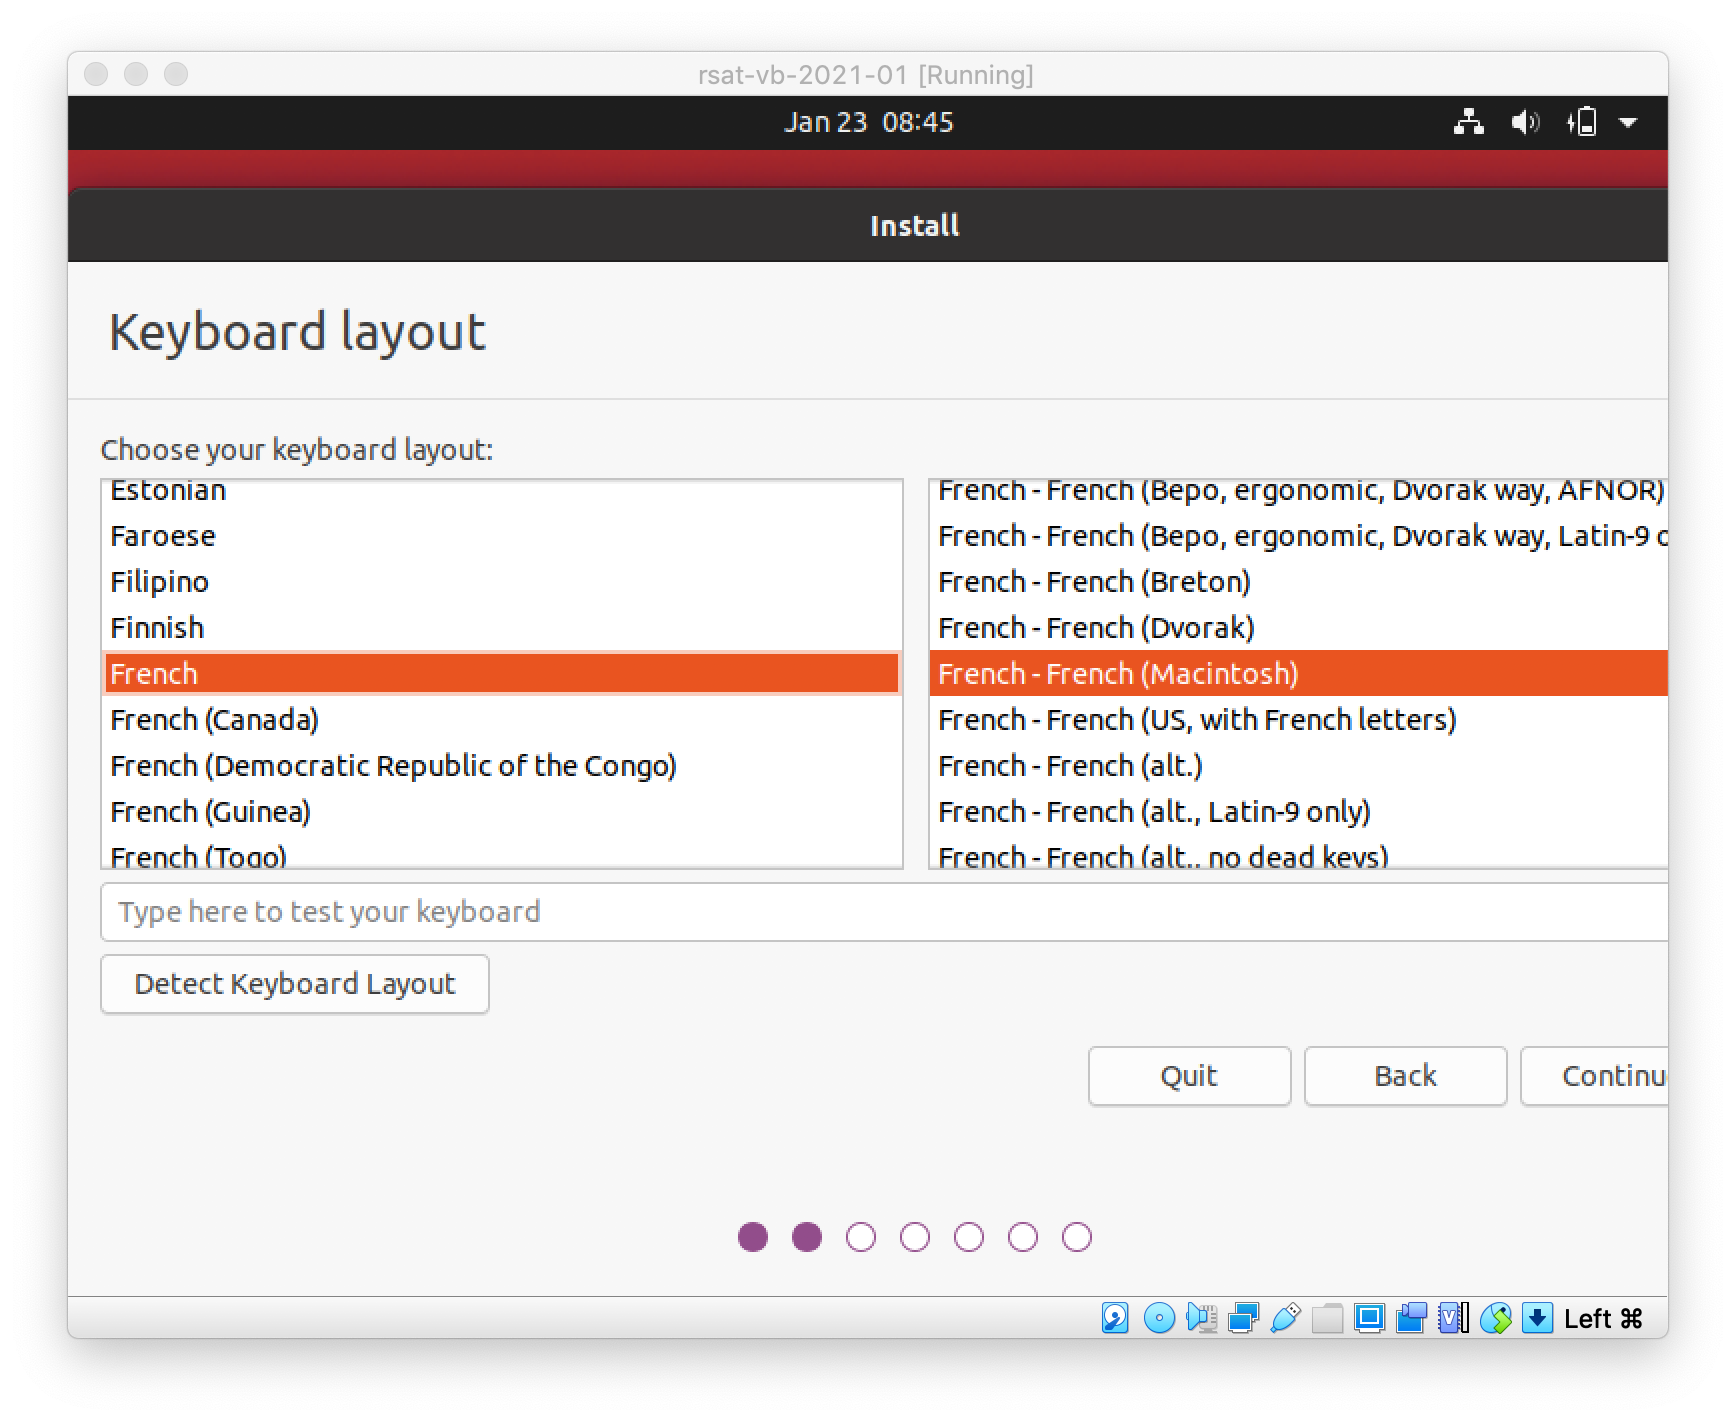 rsat-vb-2021-01 [Running]
Jan 23 08:45
Install
Keyboard layout
Choose your keyboard layout:
Estonian
Faroese
Filipino
Finnish
French
French (Canada)
French (Democratic Republic of the Congo)
French (Guinea)
French (Togo)
French - French (Bepo, ergonomic, Dvorak way, AFNOR)
French - French (Bepo, ergonomic, Dvorak way, Latin-9 o
French - French (Breton)
French - French (Dvorak)
French - French (Macintosh)
French - French (US, with French letters)
French - French (alt.)
French - French (alt., Latin-9 only)
French - French (alt., no dead keys)
Type here to test your keyboard
Detect Keyboard Layout
Quit Back Continu
Left ⌘